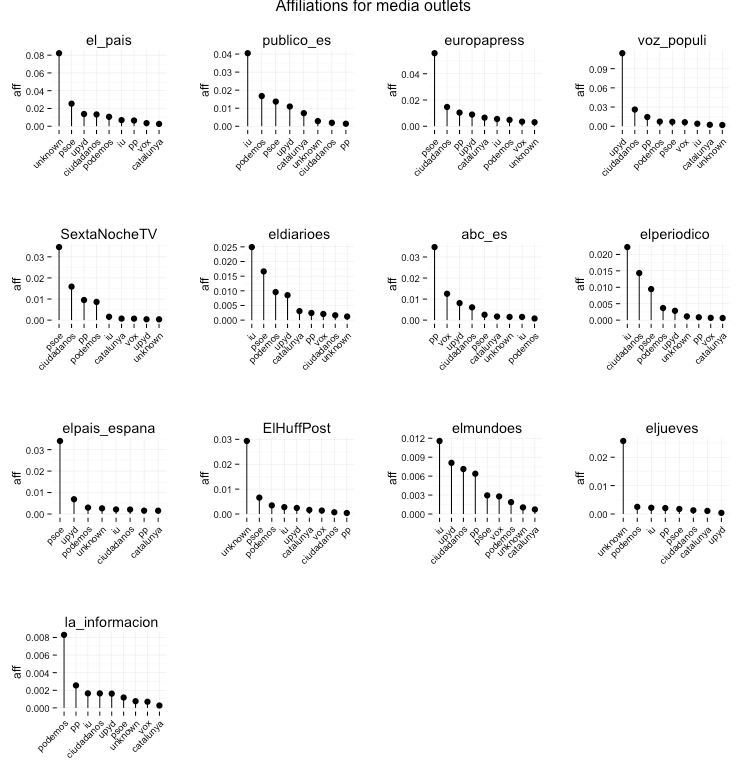 Affiliations for media outlets
el_pais
aff
0.08
0.06
0.04
0.02
0.00
unknown
psoe
upyd
ciudadanos
podemos
iu
pp
vox
catalunya
publico_es
aff
0.04
0.03
0.02
0.01
0.00
iu
podemos
psoe
upyd
catalunya
unknown
ciudadanos
pp
europapress
aff
0.04
0.02
0.00
psoe
ciudadanos
pp
upyd
catalunya
iu
podemos
vox
unknown
voz_populi
aff
0.09
0.06
0.03
0.00
upyd
ciudadanos
pp
podemos
psoe
vox
iu
catalunya
unknown
SextaNocheTV
aff
0.03
0.02
0.01
0.00
psoe
ciudadanos
pp
podemos
iu
catalunya
vox
upyd
unknown
eldiarioes
aff
0.025
0.020
0.015
0.010
0.005
0.000
iu
psoe
podemos
upyd
catalunya
pp
vox
ciudadanos
unknown
abc_es
aff
0.03
0.02
0.01
0.00
pp
vox
upyd
ciudadanos
psoe
catalunya
unknown
iu
podemos
elperiodico
aff
0.020
0.015
0.010
0.005
0.000
iu
ciudadanos
psoe
podemos
upyd
unknown
pp
vox
catalunya
elpais_espana
aff
0.03
0.02
0.01
0.00
psoe
upyd
podemos
unknown
iu
ciudadanos
pp
catalunya
ElHuffPost
aff
0.03
0.02
0.01
0.00
unknown
psoe
podemos
iu
upyd
catalunya
vox
ciudadanos
pp
elmundoes
aff
0.012
0.009
0.006
0.003
0.000
iu
upyd
ciudadanos
pp
psoe
vox
podemos
unknown
catalunya
eljueves
aff
0.02
0.01
0.00
unknown
podemos
iu
pp
psoe
ciudadanos
catalunya
upyd
la_informacion
aff
0.008
0.006
0.004
0.002
0.000
podemos
pp
iu
ciudadanos
upyd
psoe
unknown
vox
catalunya